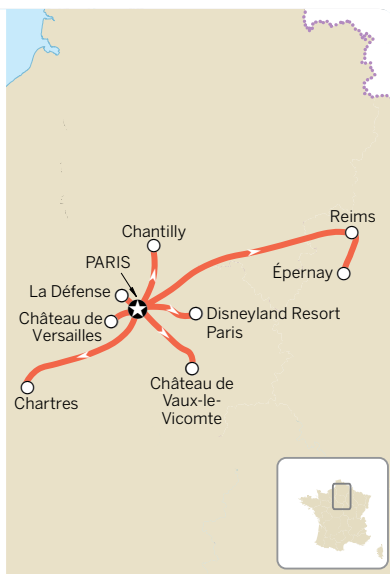 Reims
Chantilly
PARIS
Épernay
La Défense
Disneyland Resort
Paris
Château de
Versailles
Château de
Vaux-le-
Vicomte
Chartres